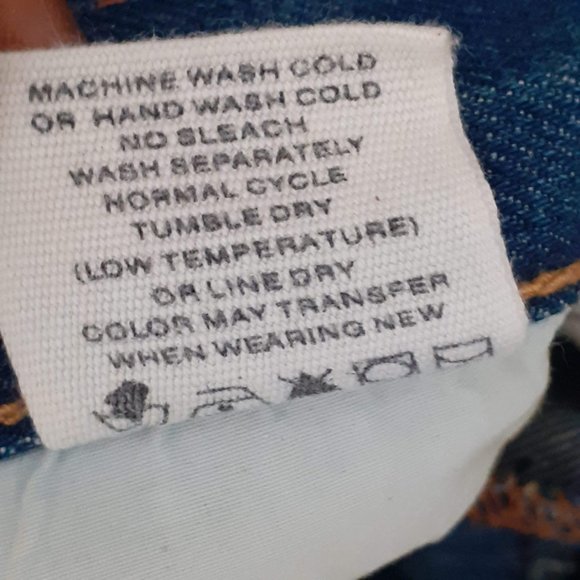 MACHINE WASH COLD
OR HAND WASH COLD
NO BLEACH
WASH SEPARATELY
NORMAL CYCLE
TUMBLE DRY
(LOW TEMPERATURE)
OR LINE DRY
COLOR MAY TRANSFER
WHEN WEARING NEW